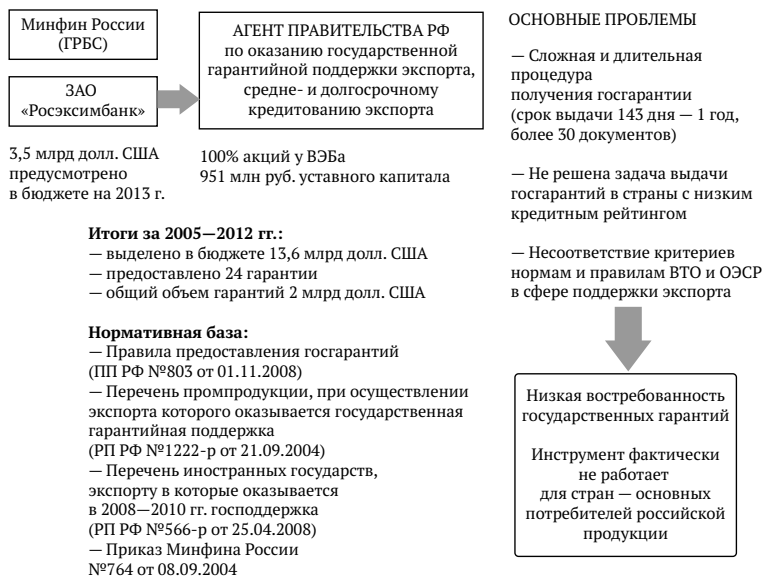 Минфин России
(ГРБС)
ЗАО
«Росэксимбанк»
АГЕНТ ПРАВИТЕЛЬСТВА РФ
по оказанию государственной
гарантийной поддержки экспорта,
средне- и долгосрочному
кредитованию экспорта
3,5 млрд долл. США
предусмотрено
в бюджете на 2013 г.
100% акций у ВЭБа
951 млн руб. уставного капитала
Итоги за 2005—2012 гг.:
— выделено в бюджете 13,6 млрд долл. США
— предоставлено 24 гарантии
— общий объем гарантий 2 млрд долл. США
Нормативная база:
— Правила предоставления госгарантий
(ПП РФ №803 от 01.11.2008)
— Перечень промпродукции, при осуществлении
экспорта которого оказывается государственная
гарантийная поддержка
(РП РФ №1222-р от 21.09.2004)
— Перечень иностранных государств,
экспорту в которые оказывается
в 2008—2010 гг. господдержка
(РП РФ №566-р от 25.04.2008)
— Приказ Минфина России
№764 от 08.09.2004
ОСНОВНЫЕ ПРОБЛЕМЫ
— Сложная и длительная
процедура
получения госгарантии
(срок выдачи 143 дня — 1 год,
более 30 документов)
— Не решена задача выдачи
госгарантий в страны с низким
кредитным рейтингом
— Несоответствие критериев
нормам и правилам ВТО и ОЭСР
в сфере поддержки экспорта
Низкая востребованность
государственных гарантий
Инструмент фактически
не работает
для стран — основных
потребителей российской
продукции